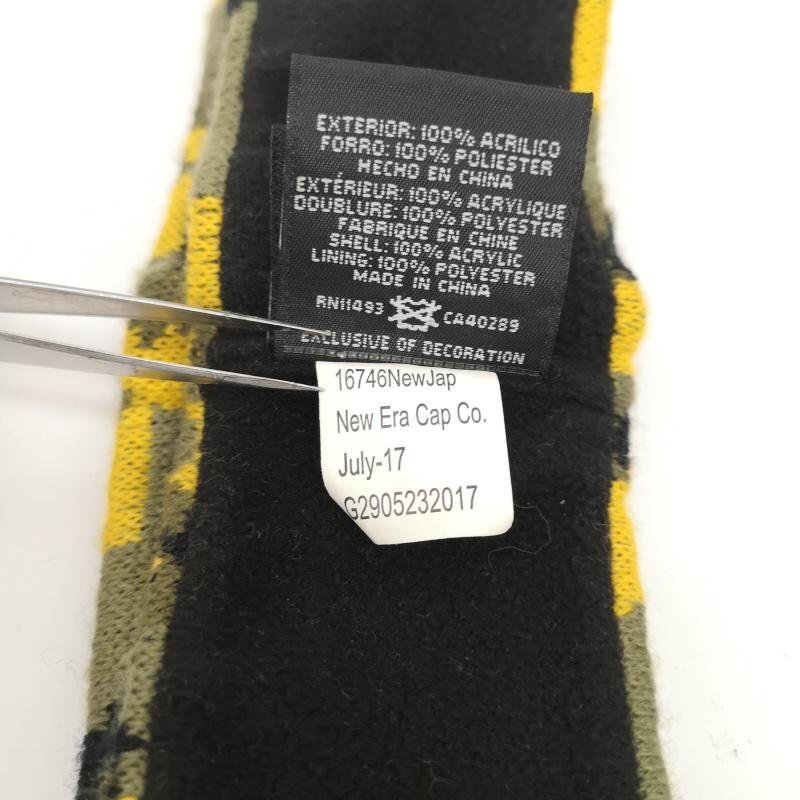 EXTERIOR: 100% ACRILICO
FORRO: 100% POLIESTER
HECHO EN CHINA
EXTÉRIEUR: 100% ACRYLIQUE
DOUBLURE: 100% POLYESTER
FABRIQUE EN CHINE
SHELL: 100% ACRYLIC
LINING: 100% POLYESTER
MADE IN CHINA
RN11493 CA40289
EXCLUSIVE OF DECORATION
16746NewJap
New Era Cap Co.
July-17
G2905232017